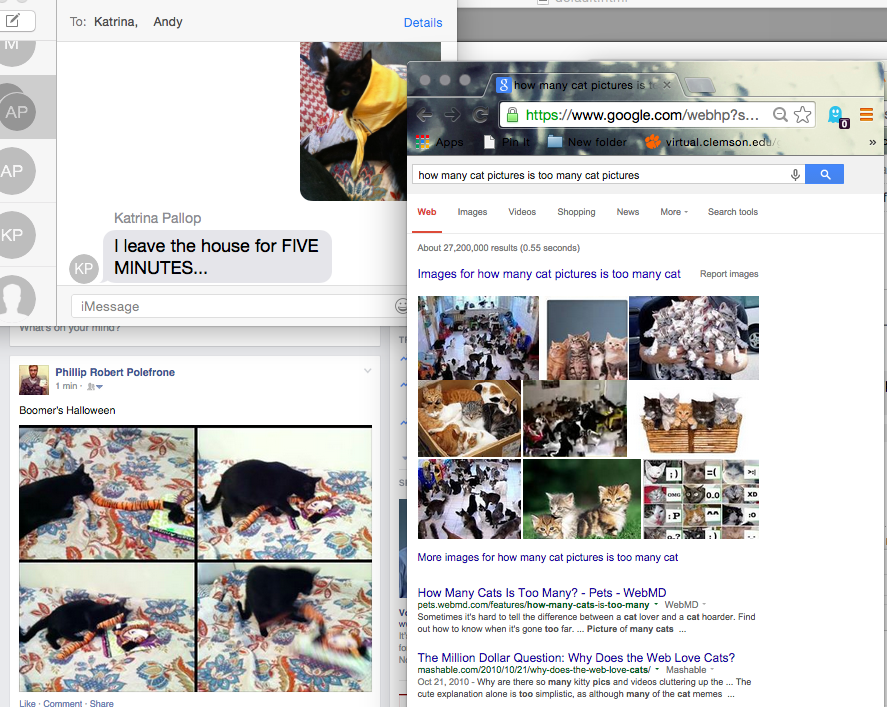 default.html
To: Katrina, Andy
Details
M
AP
AP
KP
Katrina Pallop
I leave the house for FIVE
MINUTES...
KP
iMessage
What's on your mind?
Phillip Robert Polefrone
1 min
Boomer's Halloween
Like · Comment · Share
how many cat pictures is t
https://www.google.com/webhp?s...
0
Apps
Pin It
New folder
virtual.clemson.edu/
»
how many cat pictures is too many cat pictures
Web
Images
Videos
Shopping
News
More
Search tools
About 27,200,000 results (0.55 seconds)
Images for how many cat pictures is too many cat
Report images
;) =( >:|
OMG 0.0 XD
:P ^^ :o
More images for how many cat pictures is too many cat
How Many Cats Is Too Many? - Pets - WebMD
pets.webmd.com/features/how-many-cats-is-too-many WebMD
Sometimes it's hard to tell the difference between a cat lover and a cat hoarder. Find
out how to know when it's gone too far. ... Picture of many cats ...
The Million Dollar Question: Why Does the Web Love Cats?
mashable.com/2010/10/21/why-does-the-web-love-cats/ Mashable
Oct 21, 2010 - Why are there so many kitty pics and videos cluttering up the ... The
cute explanation alone is too simplistic, as although many of the cat memes ...